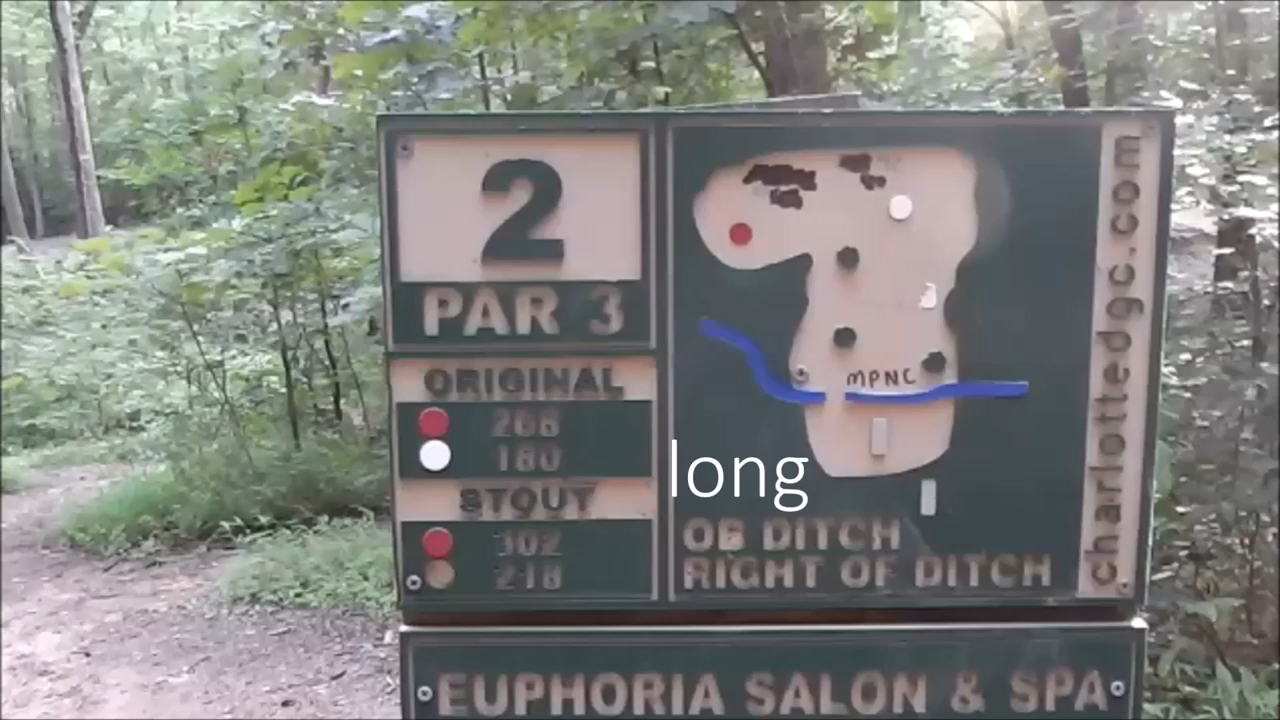 2
PAR 3
ORIGINAL
266
180
STOUT
302
218
MPNC
long
OB DITCH
RIGHT OF DITCH
charlottedgc.com
EUPHORIA SALON & SPA